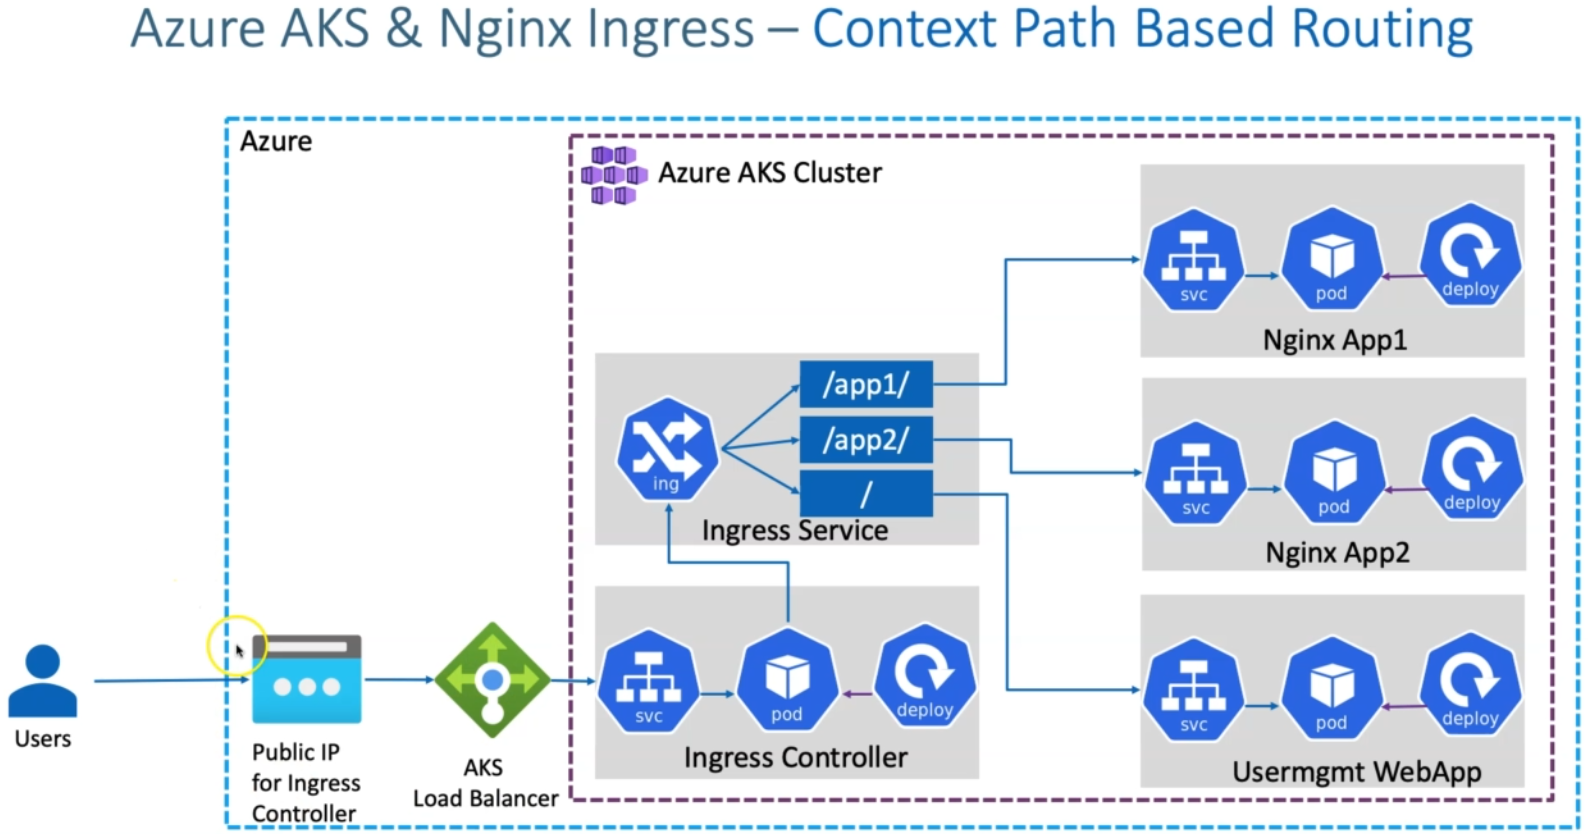 Azure AKS & Nginx Ingress – Context Path Based Routing
Azure
Azure AKS Cluster
svc
pod
deploy
Nginx App1
/app1/
/app2/
/
ing
Ingress Service
svc
pod
deploy
Nginx App2
svc
pod
deploy
Ingress Controller
svc
pod
deploy
Usermgmt WebApp
Users
Public IP
for Ingress
Controller
AKS
Load Balancer